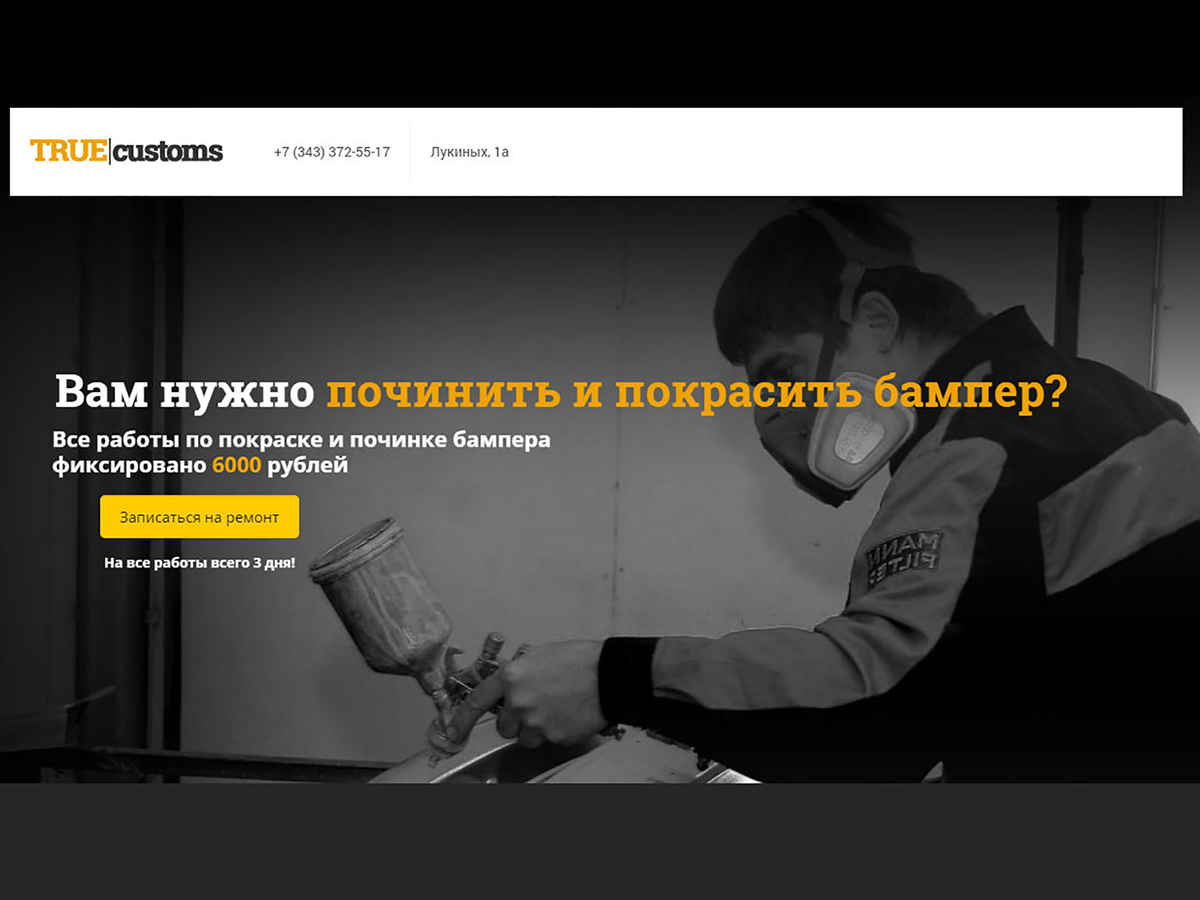 TRUE|customs
+7 (343) 372-55-17
Лукиных, 1а
Вам нужно починить и покрасить бампер?
Все работы по покраске и починке бампера
фиксировано 6000 рублей
Записаться на ремонт
На все работы всего 3 дня!
MANN
FILTER